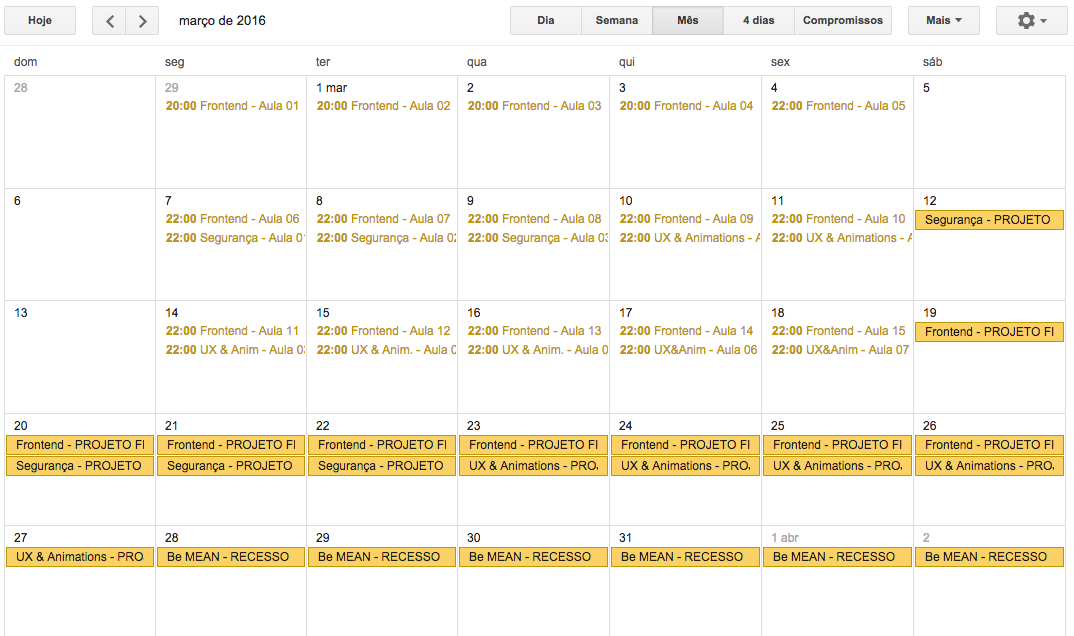 Hoje março de 2016 Dia Semana Mês 4 dias Compromissos Mais
dom seg ter qua qui sex sáb
28 29 1 mar 2 3 4 5
20:00 Frontend - Aula 01 20:00 Frontend - Aula 02 20:00 Frontend - Aula 03 20:00 Frontend - Aula 04 22:00 Frontend - Aula 05
6 7 8 9 10 11 12
22:00 Frontend - Aula 06 22:00 Frontend - Aula 07 22:00 Frontend - Aula 08 22:00 Frontend - Aula 09 22:00 Frontend - Aula 10 Segurança - PROJETO
22:00 Segurança - Aula 22:00 Segurança - Aula 22:00 Segurança - Aula 22:00 UX & Animations - 22:00 UX & Animations -
13 14 15 16 17 18 19
22:00 Frontend - Aula 11 22:00 Frontend - Aula 12 22:00 Frontend - Aula 13 22:00 Frontend - Aula 14 22:00 Frontend - Aula 15 Frontend - PROJETO FI
22:00 UX & Anim - Aula 22:00 UX & Anim. - Aula 22:00 UX & Anim. - Aula 22:00 UX&Anim - Aula 06 22:00 UX&Anim - Aula 07
20 21 22 23 24 25 26
Frontend - PROJETO FI Frontend - PROJETO FI Frontend - PROJETO FI Frontend - PROJETO FI Frontend - PROJETO FI Frontend - PROJETO FI Frontend - PROJETO FI
Segurança - PROJETO Segurança - PROJETO Segurança - PROJETO UX & Animations - PRO UX & Animations - PRO UX & Animations - PRO UX & Animations - PRO
27 28 29 30 31 1 abr 2
UX & Animations - PRO Be MEAN - RECESSO Be MEAN - RECESSO Be MEAN - RECESSO Be MEAN - RECESSO Be MEAN - RECESSO Be MEAN - RECESSO